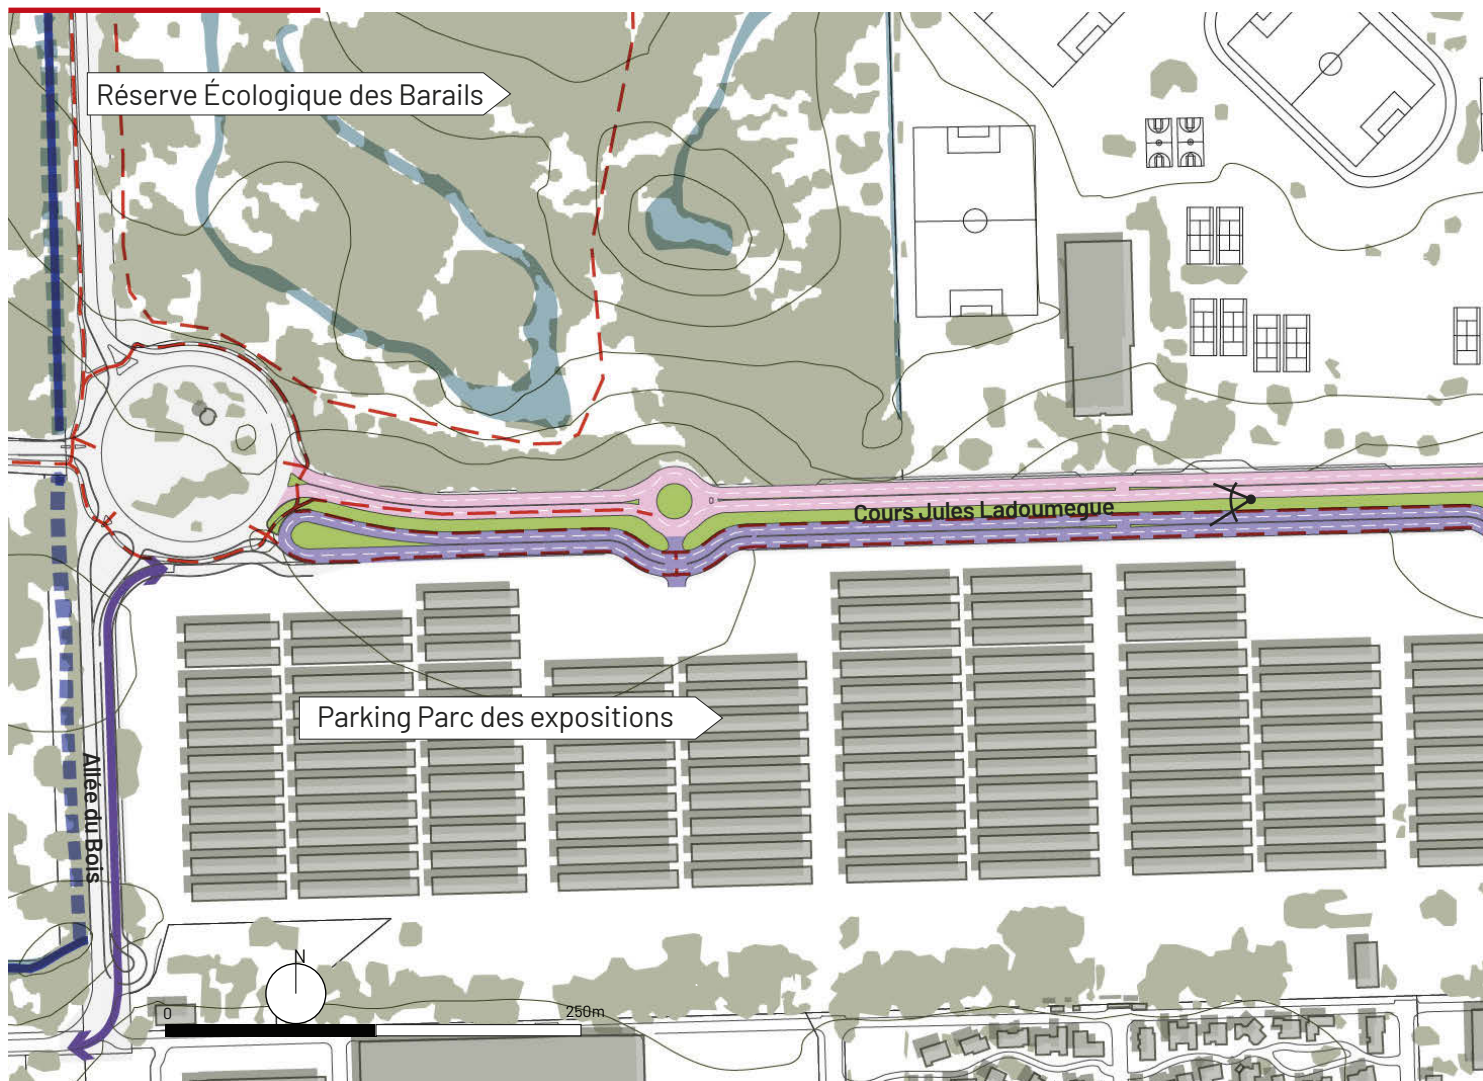 Réserve Écologique des Barails
Cours Jules Ladoumegue
Parking Parc des expositions
Allée du Bois
N
0
250m